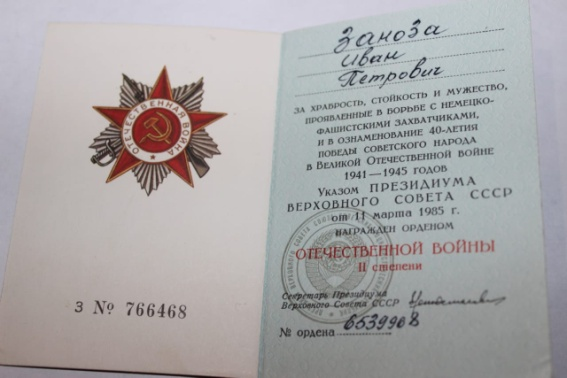 ОТЕЧЕСТВЕННАЯ ВОЙНА
З № 766468
Заноза
Иван
Петрович
ЗА ХРАБРОСТЬ, СТОЙКОСТЬ И МУЖЕСТВО,
ПРОЯВЛЕННЫЕ В БОРЬБЕ С НЕМЕЦКО-
ФАШИСТСКИМИ ЗАХВАТЧИКАМИ,
И В ОЗНАМЕНОВАНИЕ 40-ЛЕТИЯ
ПОБЕДЫ СОВЕТСКОГО НАРОДА
В ВЕЛИКОЙ ОТЕЧЕСТВЕННОЙ ВОЙНЕ
1941—1945 ГОДОВ
УКАЗОМ ПРЕЗИДИУМА
ВЕРХОВНОГО СОВЕТА СССР
от 11 марта 1985 г.
НАГРАЖДЕН ОРДЕНОМ
ОТЕЧЕСТВЕННОЙ ВОЙНЫ
II степени
Секретарь Президиума
Верховного Совета СССР
№ ордена 6539968